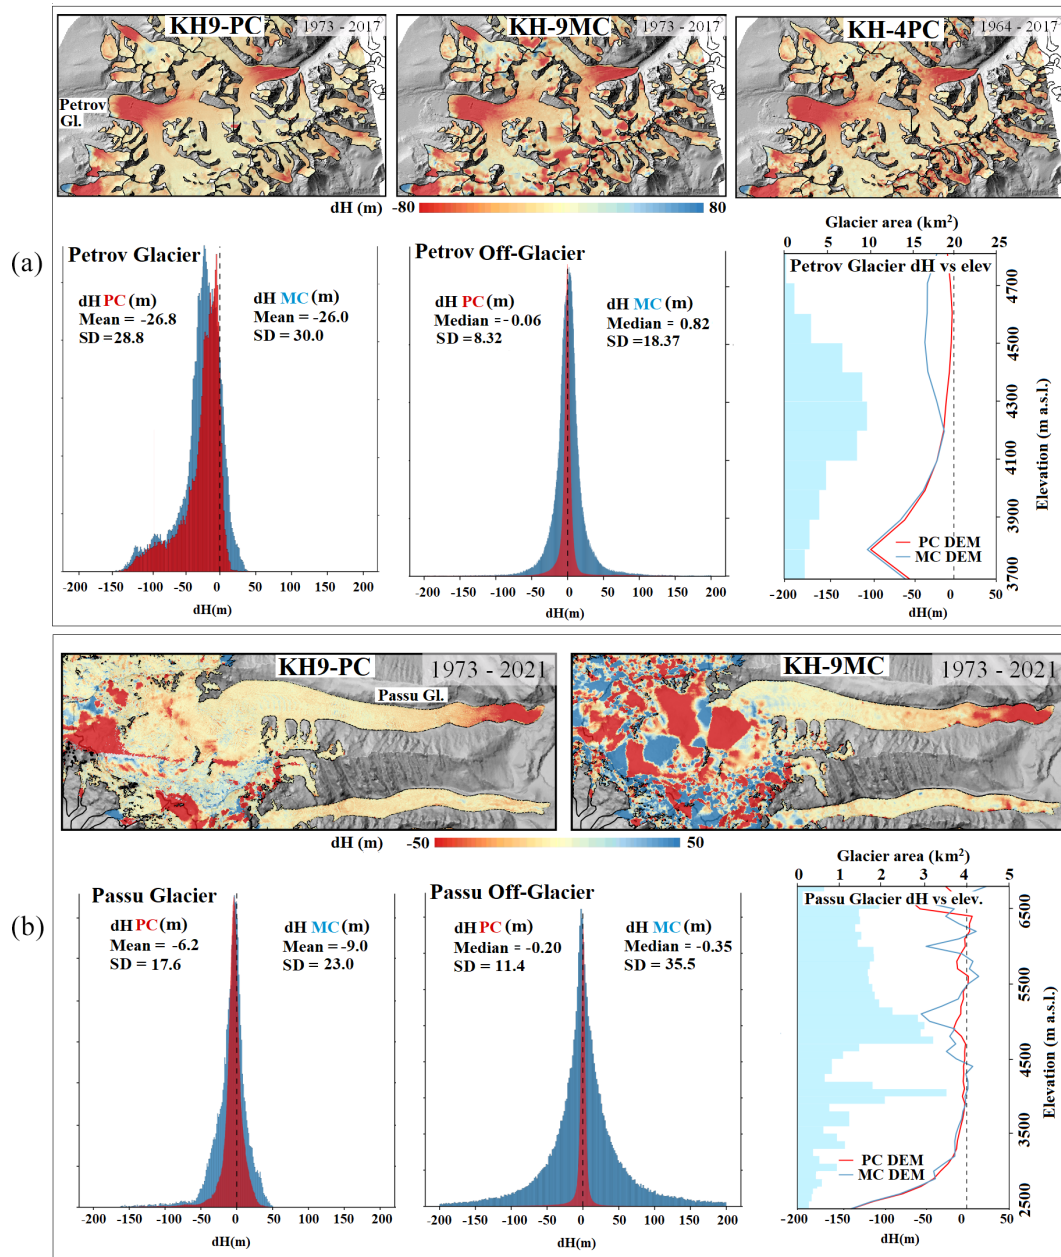 KH9-PC
1973 - 2017
KH-9MC
1973 - 2017
KH-4PC
1964 - 2017
Petrov
Gl.
dH (m)
-80
80
(a)
Petrov Glacier
dH PC (m)
Mean = -26.8
SD = 28.8
dH MC (m)
Mean = -26.0
SD = 30.0
-200 -150 -100 -50 0 50 100 150 200
dH(m)
Petrov Off-Glacier
dH PC (m)
Median = - 0.06
SD = 8.32
dH MC (m)
Median = 0.82
SD =18.37
-200 -150 -100 -50 0 50 100 150 200
dH(m)
Glacier area (km2)
0 5 10 15 20 25
Petrov Glacier dH vs elev
4700
4500
4300
4100
3900
3700
Elevation (m a.s.l.)
PC DEM
MC DEM
-200 -150 -100 -50 0 50
dH(m)
KH9-PC
1973 - 2021
Passu Gl.
KH-9MC
1973 - 2021
dH (m)
-50
50
(b)
Passu Glacier
dH PC (m)
Mean = -6.2
SD = 17.6
dH MC (m)
Mean = -9.0
SD = 23.0
-200 -150 -100 -50 0 50 100 150 200
dH(m)
Passu Off-Glacier
dH PC (m)
Median = -0.20
SD = 11.4
dH MC (m)
Median = -0.35
SD = 35.5
-200 -150 -100 -50 0 50 100 150 200
dH(m)
Glacier area (km2)
0 1 2 3 4 5
Passu Glacier dH vs elev.
6500
5500
4500
3500
2500
Elevation (m a.s.l.)
PC DEM
MC DEM
-200 -150 -100 -50 0 50
dH(m)